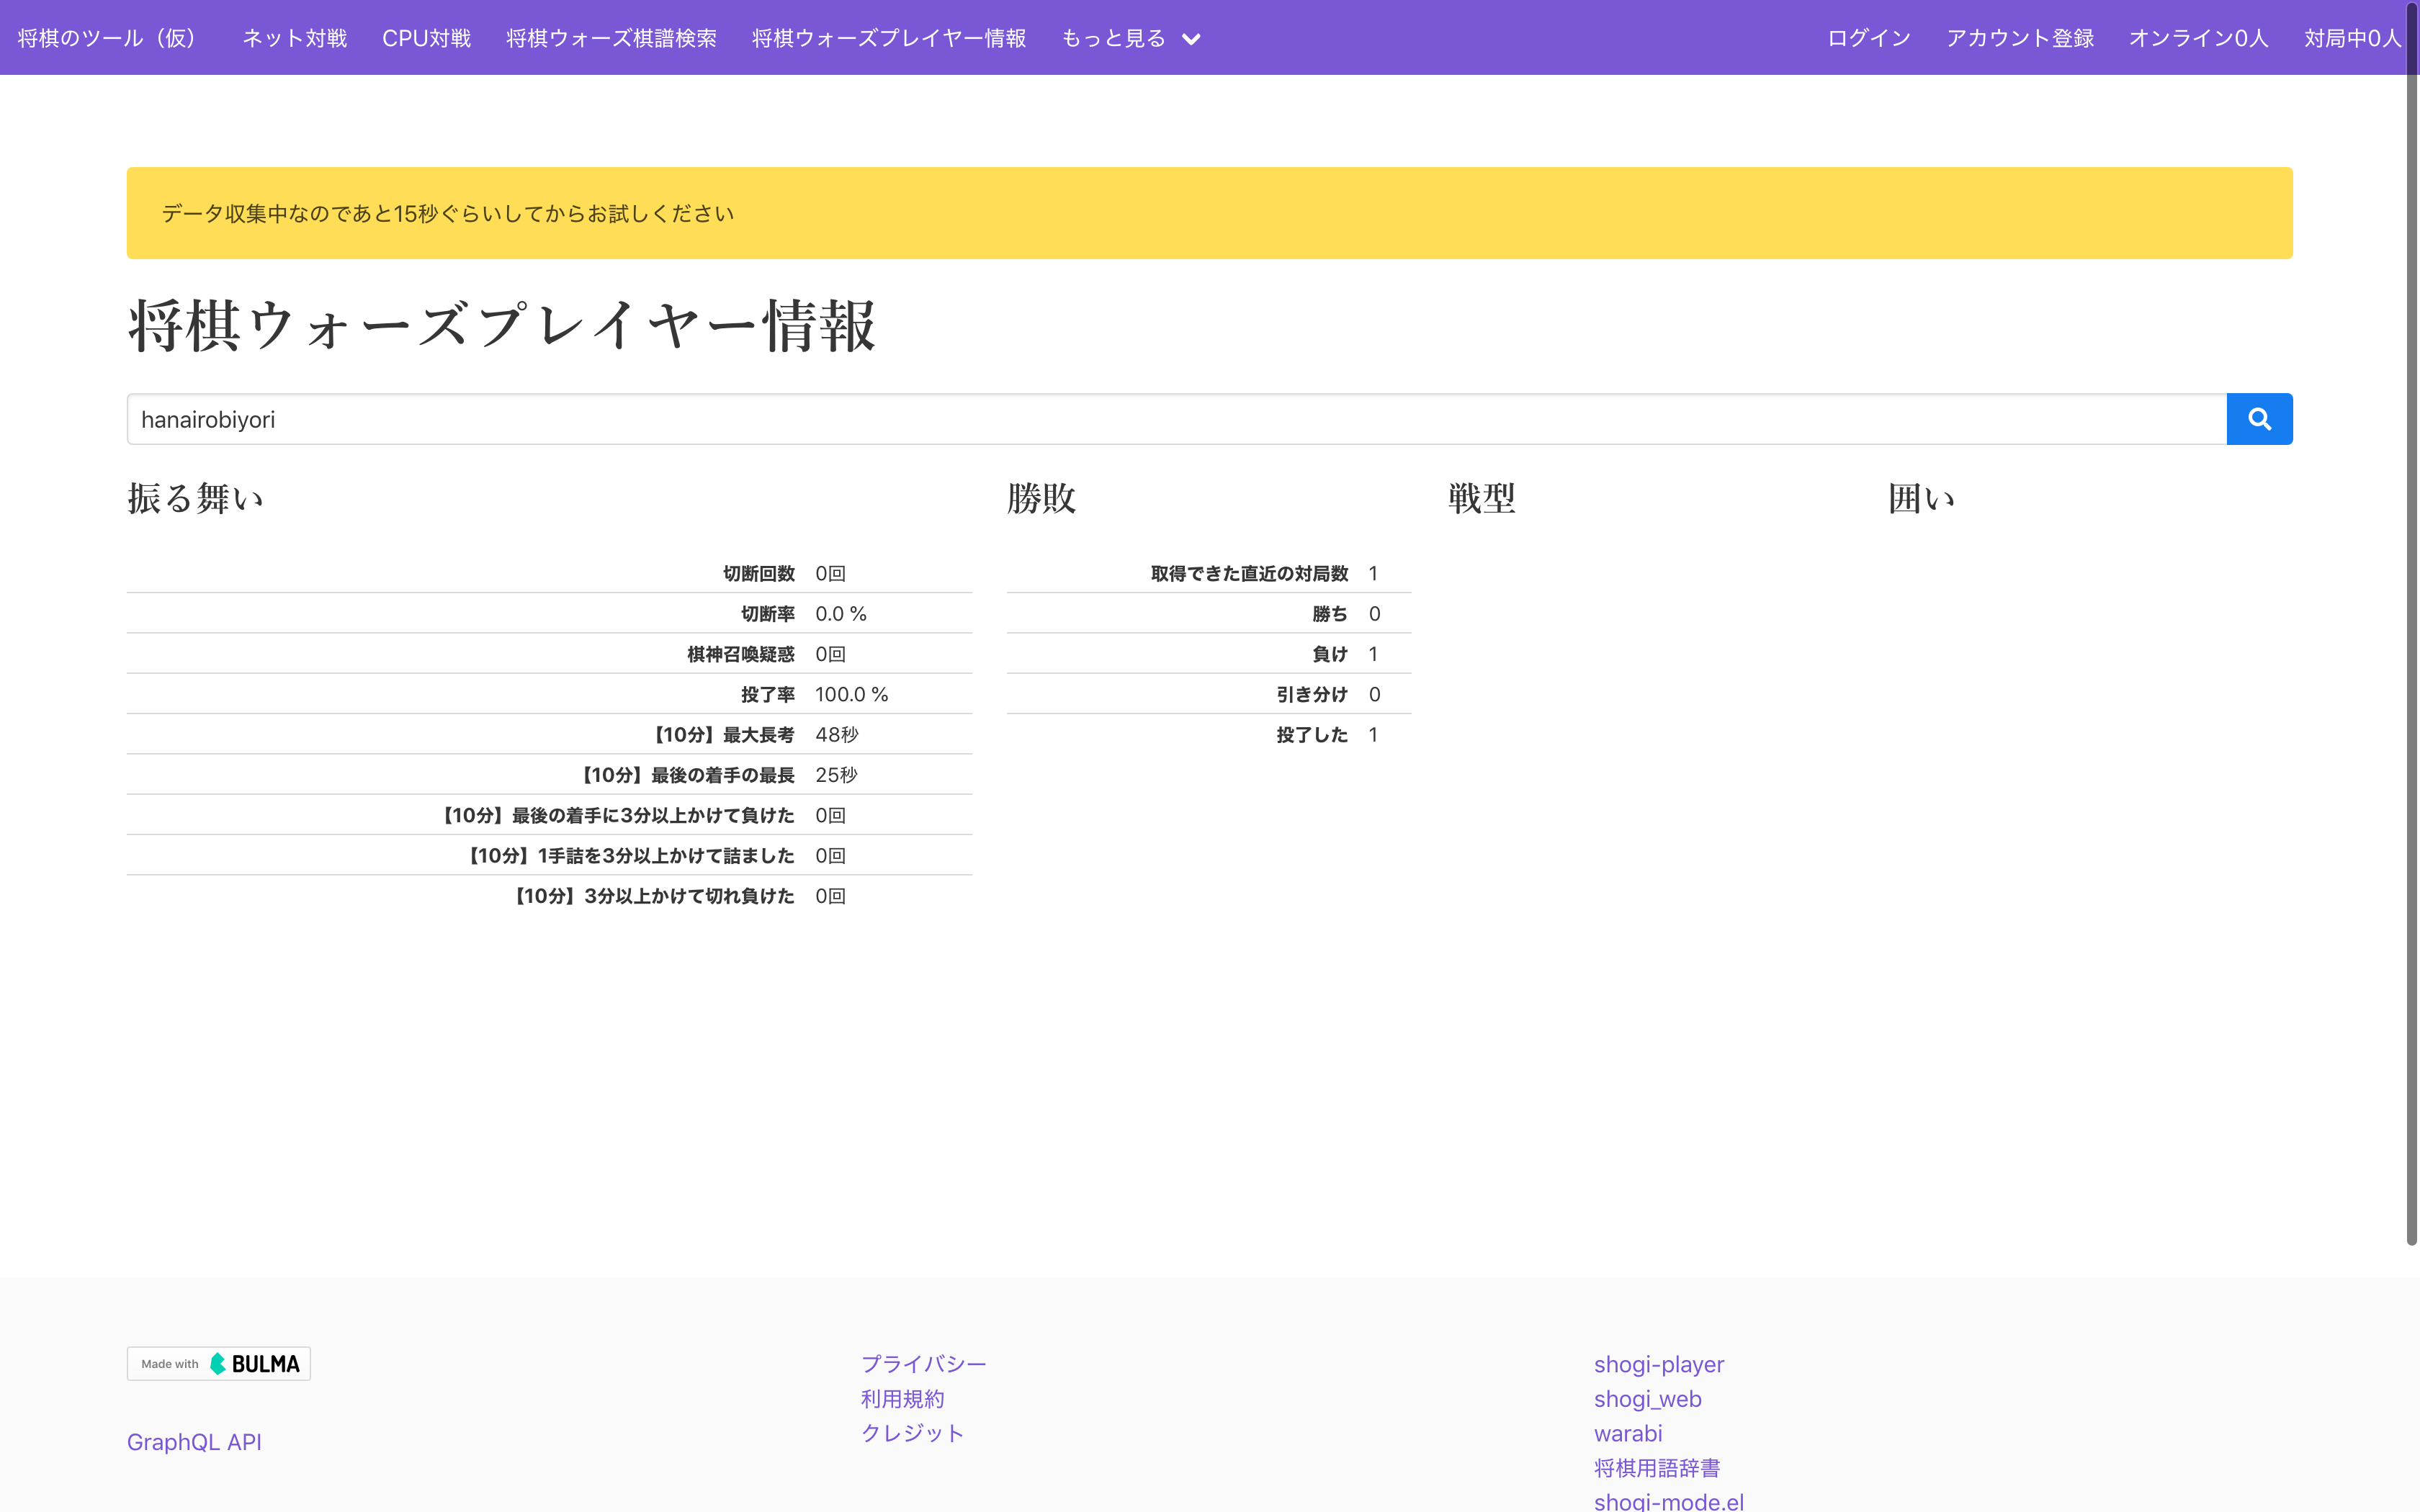 将棋のツール（仮） ネット対戦 CPU対戦 将棋ウォーズ棋譜検索 将棋ウォーズプレイヤー情報 もっと見る ログイン アカウント登録 オンライン0人 対局中0人
データ収集中なのであと15秒ぐらいしてからお試しください
将棋ウォーズプレイヤー情報
hanairobiyori
振る舞い
切断回数 0回
切断率 0.0 %
棋神召喚疑惑 0回
投了率 100.0 %
【10分】最大長考 48秒
【10分】最後の着手の最長 25秒
【10分】最後の着手に3分以上かけて負けた 0回
【10分】1手詰を3分以上かけて詰ました 0回
【10分】3分以上かけて切れ負けた 0回
勝敗
取得できた直近の対局数 1
勝ち 0
負け 1
引き分け 0
投了した 1
戦型
囲い
Made with BULMA
GraphQL API
プライバシー
利用規約
クレジット
shogi-player
shogi_web
warabi
将棋用語辞書
shogi-mode.el